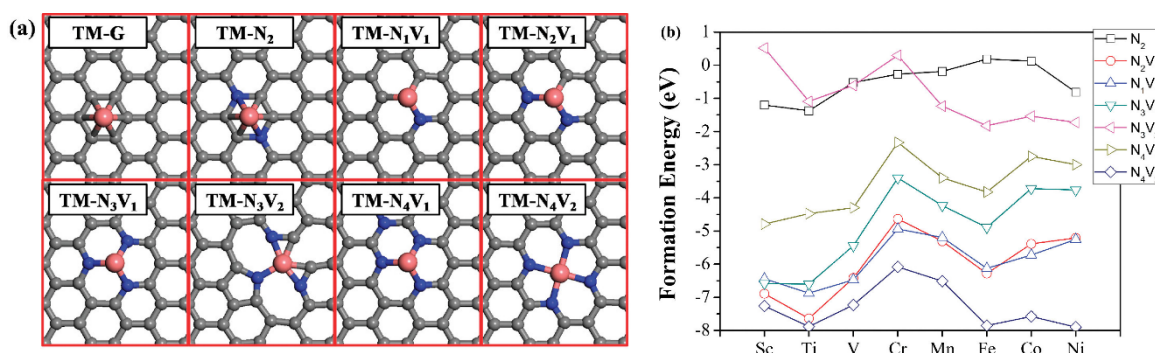 (a)
TM-G
TM-N₂
TM-N₁V₁
TM-N₂V₁
TM-N₃V₁
TM-N₃V₂
TM-N₄V₁
TM-N₄V₂
(b)
Formation Energy (eV)
1
0
-1
-2
-3
-4
-5
-6
-7
-8
Sc Ti V Cr Mn Fe Co Ni
N₂
N₂V
N₁V
N₃V
N₃V
N₄V
N₄V